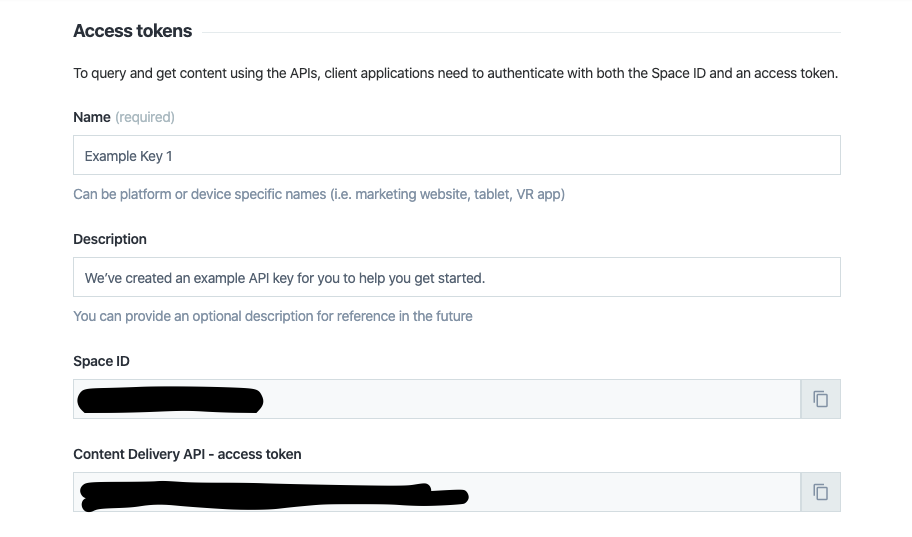 Access tokens
To query and get content using the APIs, client applications need to authenticate with both the Space ID and an access token.
Name (required)
Example Key 1
Can be platform or device specific names (i.e. marketing website, tablet, VR app)
Description
We’ve created an example API key for you to help you get started.
You can provide an optional description for reference in the future
Space ID
Content Delivery API - access token